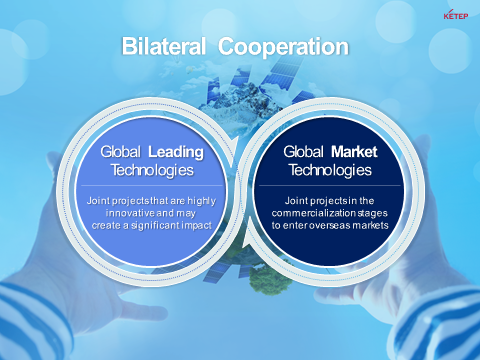 KETEP
Bilateral Cooperation
Global Leading
Technologies
Joint projects that are highly
innovative and may
create a significant impact
Global Market
Technologies
Joint projects in the
commercialization stages
to enter overseas markets